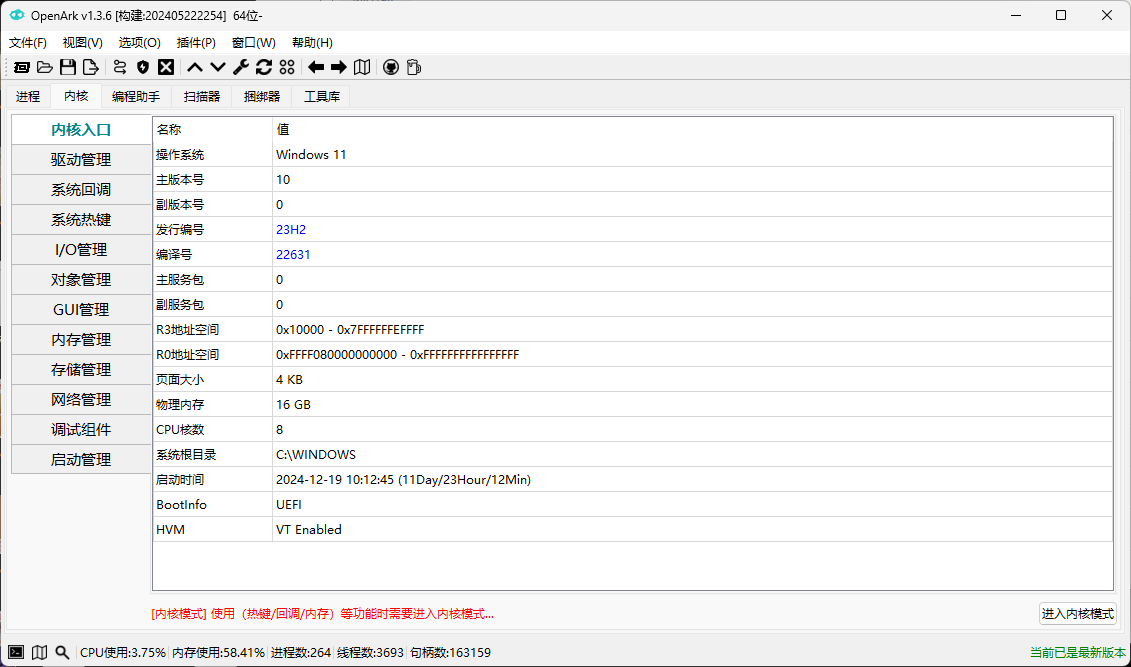 OpenArk v1.3.6 [构建:202405222254] 64位-
文件(F) 视图(V) 选项(O) 插件(P) 窗口(W) 帮助(H)
进程 内核 编程助手 扫描器 捆绑器 工具库
内核入口
驱动管理
系统回调
系统热键
I/O管理
对象管理
GUI管理
内存管理
存储管理
网络管理
调试组件
启动管理
名称 值
操作系统 Windows 11
主版本号 10
副版本号 0
发行编号 23H2
编译号 22631
主服务包 0
副服务包 0
R3地址空间 0x10000 - 0x7FFFFFFEFFFF
R0地址空间 0xFFFF080000000000 - 0xFFFFFFFFFFFFFFFF
页面大小 4 KB
物理内存 16 GB
CPU核数 8
系统根目录 C:\WINDOWS
启动时间 2024-12-19 10:12:45 (11Day/23Hour/12Min)
BootInfo UEFI
HVM VT Enabled
[内核模式] 使用（热键/回调/内存）等功能时需要进入内核模式... 进入内核模式
CPU使用:3.75% 内存使用:58.41% 进程数:264 线程数:3693 句柄数:163159 当前已是最新版本